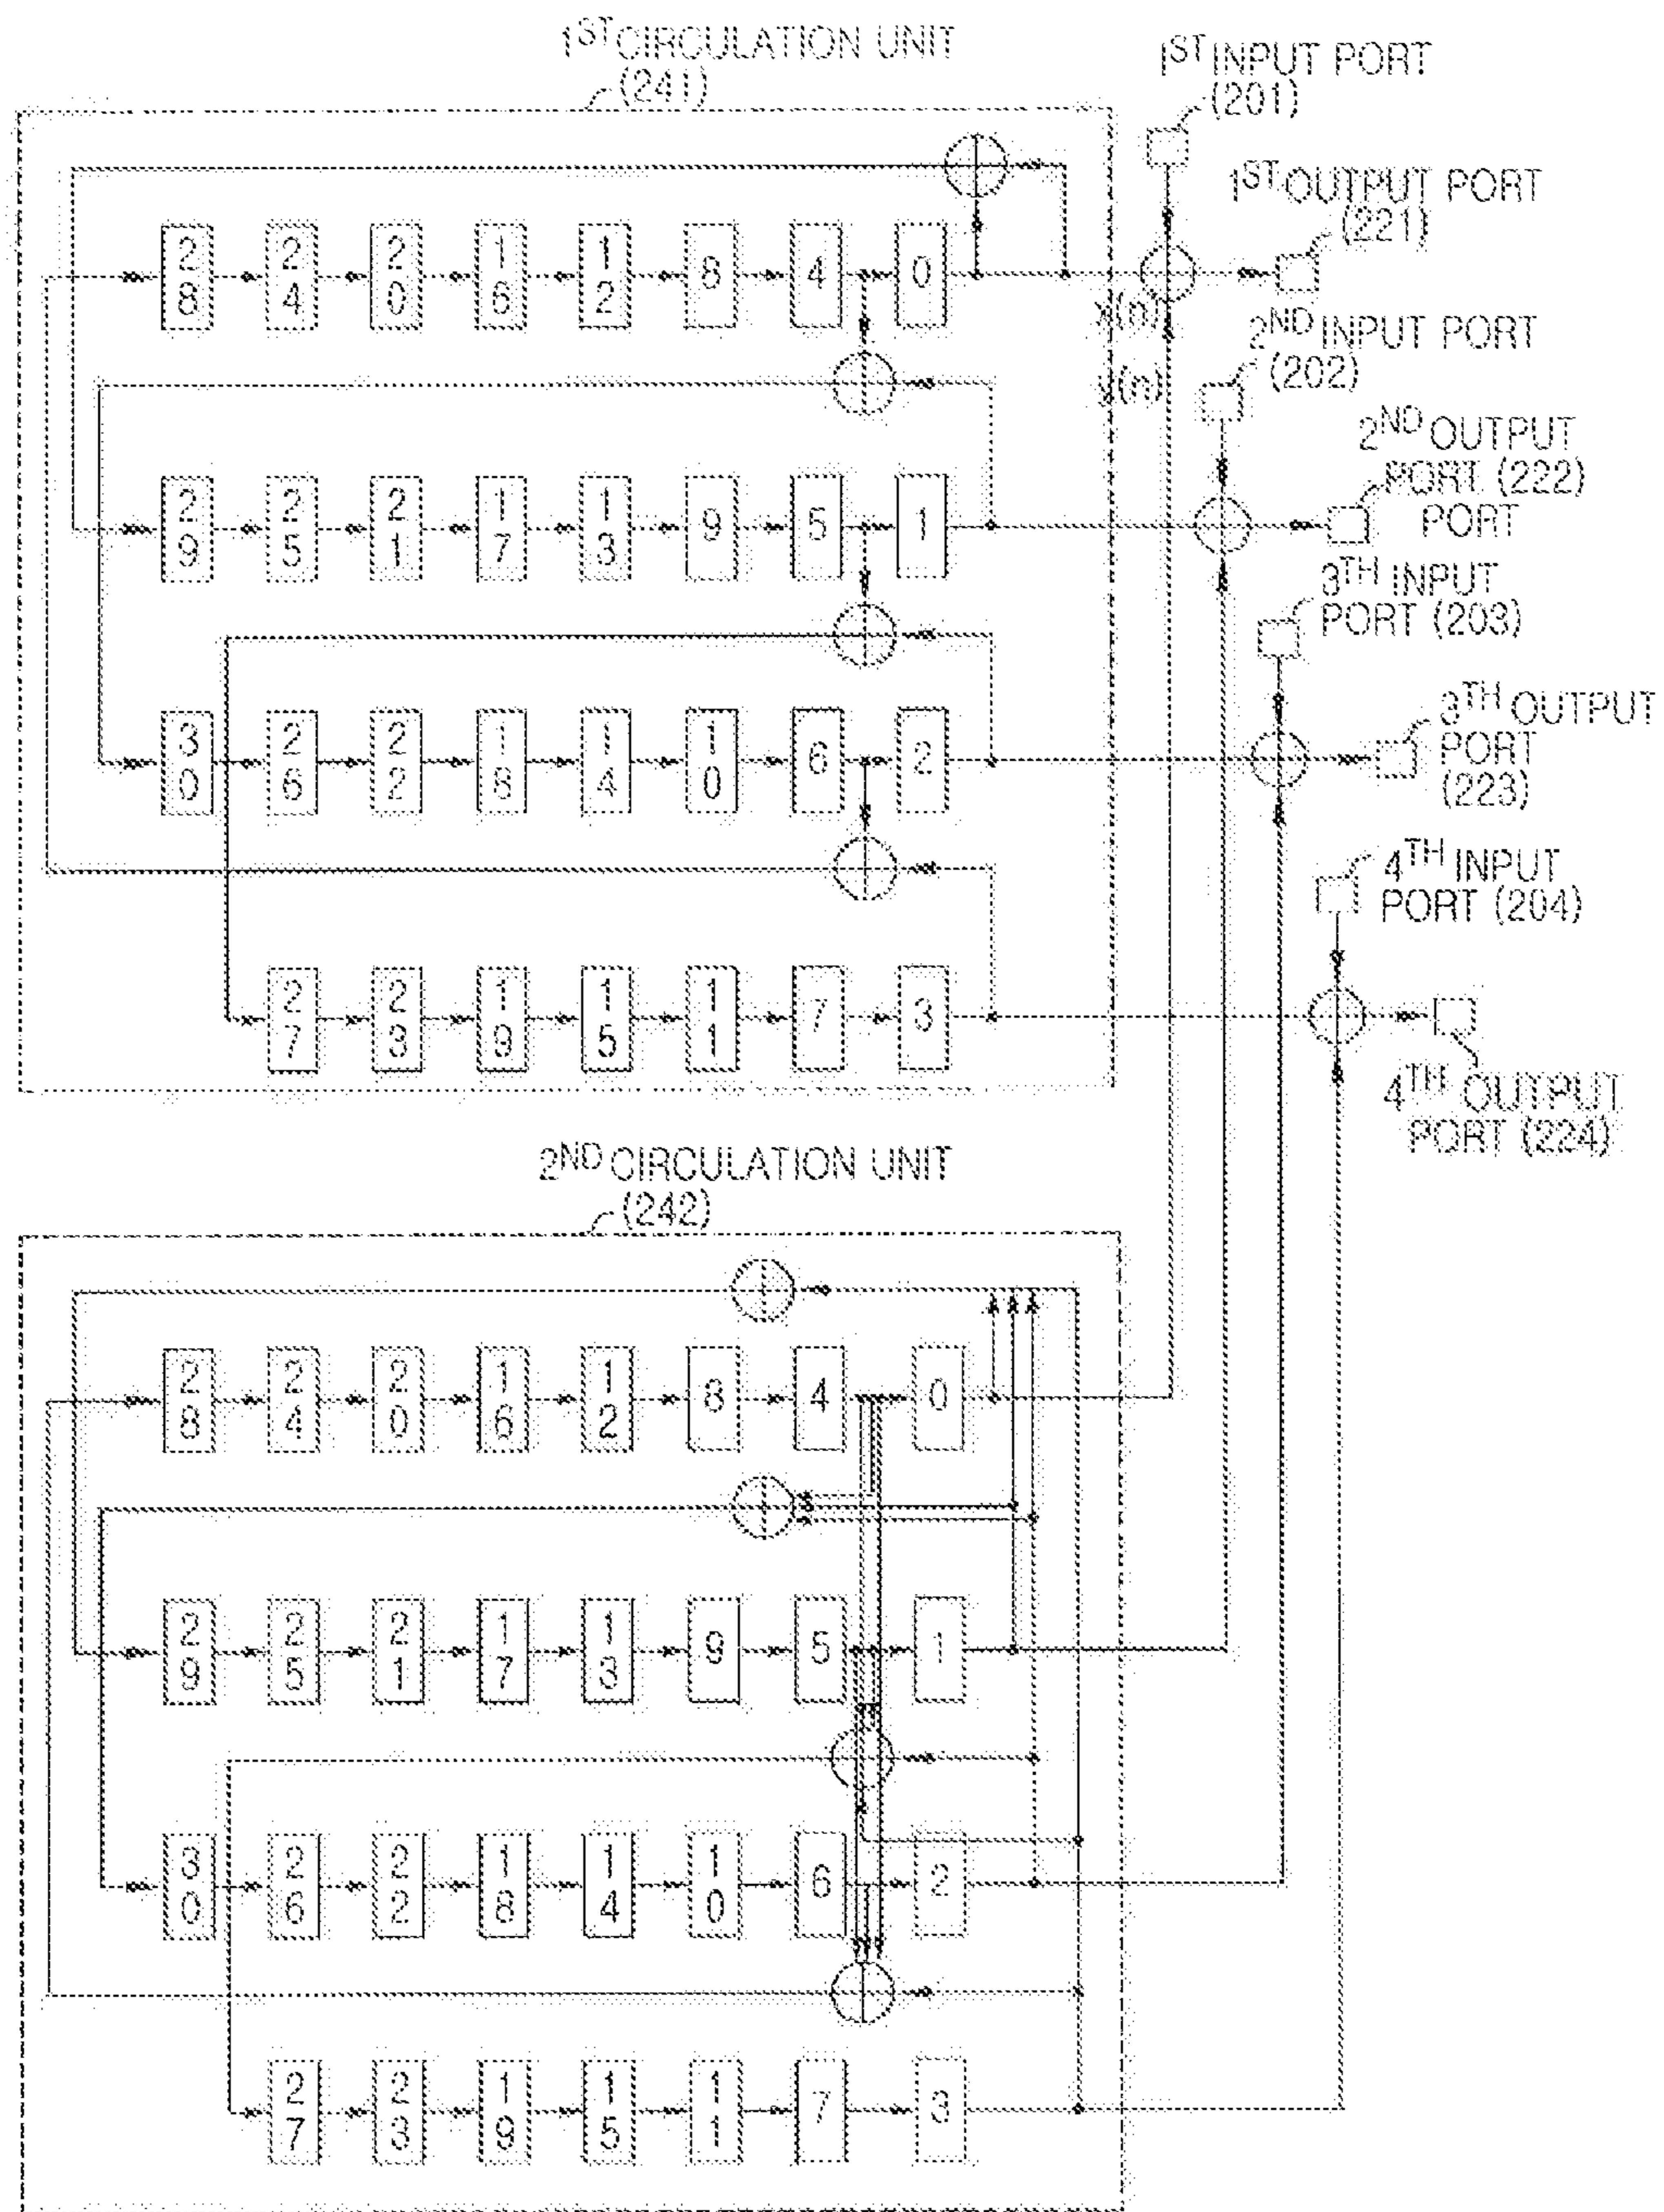 1ST CIRCULATION UNIT
(241)
1ST INPUT PORT
(201)
1ST OUTPUT PORT
(221)
28 24 20 16 12 8 4 0
x(n)
y(n)
2ND INPUT PORT
(202)
2ND OUTPUT
PORT (222)
PORT
29 25 21 17 13 9 5 1
3TH INPUT
PORT (203)
3TH OUTPUT
PORT
(223)
30 26 22 18 14 10 6 2
4TH INPUT
PORT (204)
27 23 19 15 11 7 3
4TH OUTPUT
PORT (224)
2ND CIRCULATION UNIT
(242)
28 24 20 16 12 8 4 0
29 25 21 17 13 9 5 1
30 26 22 18 14 10 6 2
27 23 19 15 11 7 3